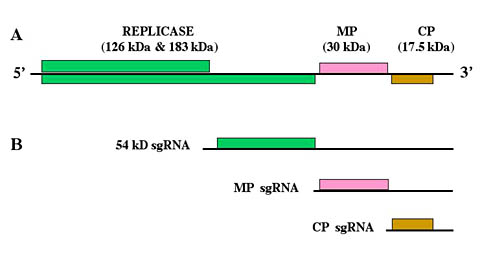 A
REPLICASE MP CP
(126 kDa & 183 kDa) (30 kDa) (17.5 kDa)
5’ 3’
B
54 kD sgRNA
MP sgRNA
CP sgRNA